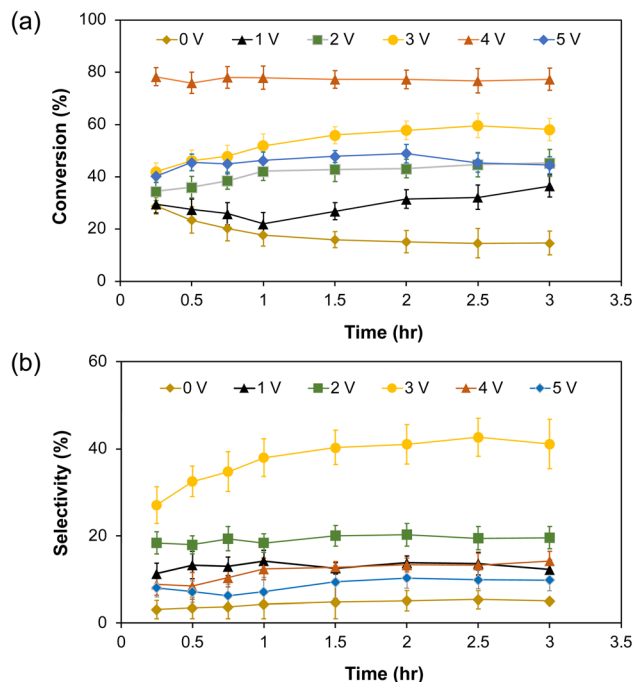 (a)
100
0 V 1 V 2 V 3 V 4 V 5 V
80
60
40
20
0
Conversion (%)
0 0.5 1 1.5 2 2.5 3 3.5
Time (hr)
(b)
60
0 V 1 V 2 V 3 V 4 V 5 V
40
20
0
Selectivity (%)
0 0.5 1 1.5 2 2.5 3 3.5
Time (hr)